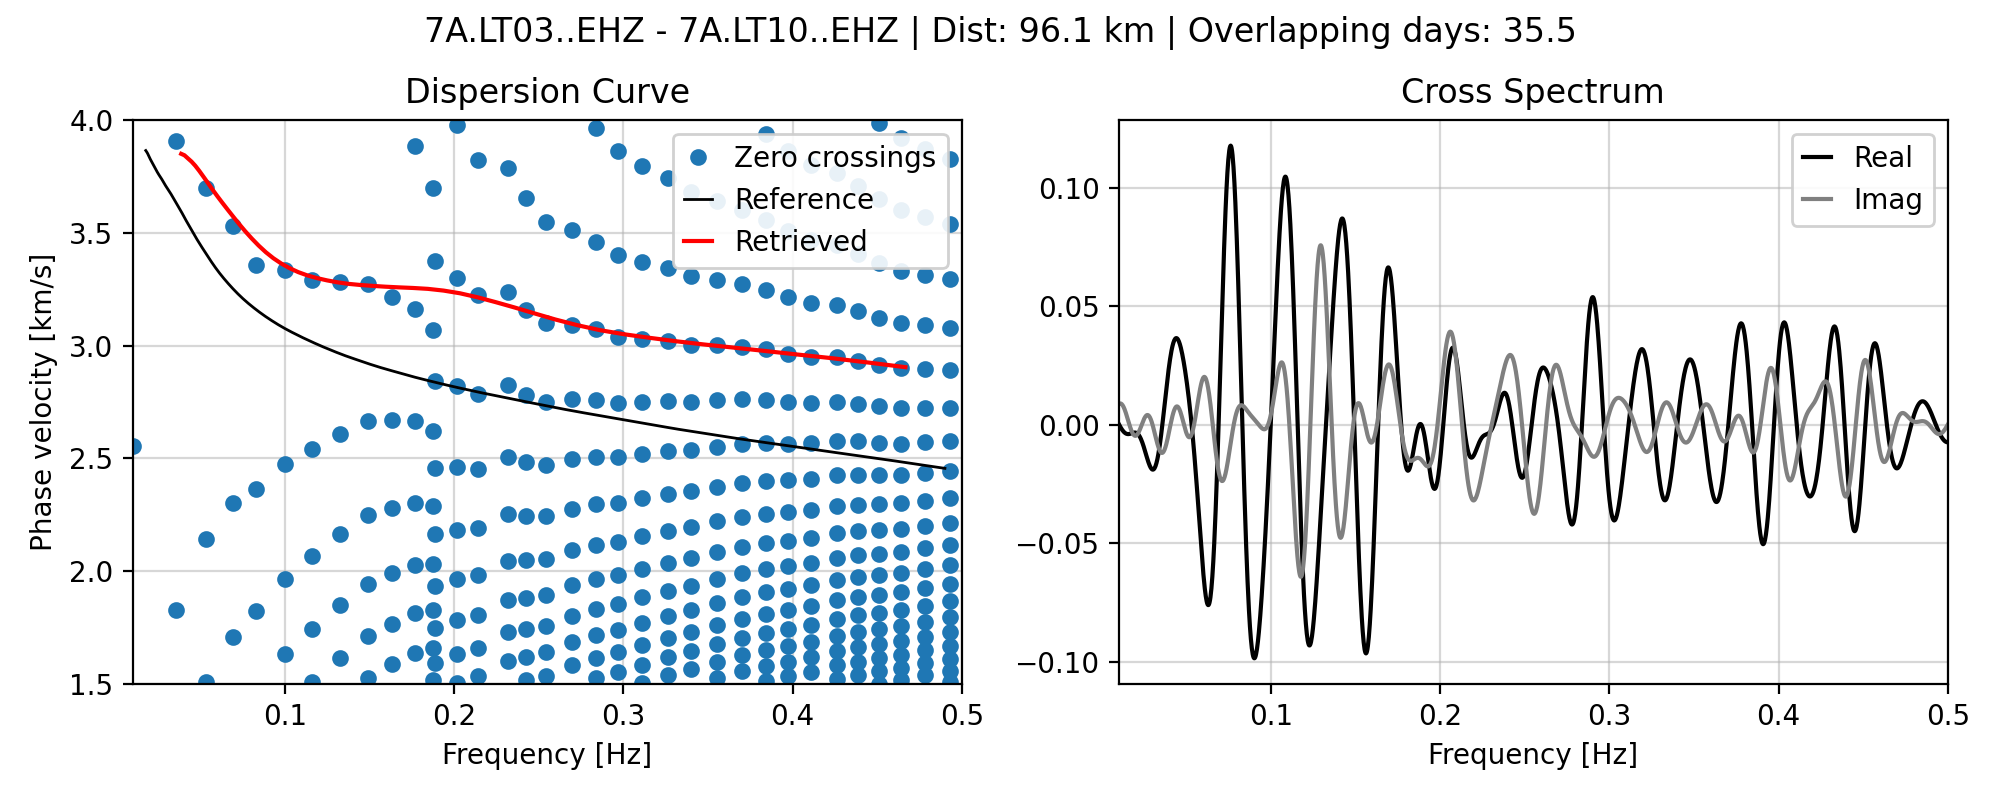 7A.LT03..EHZ - 7A.LT10..EHZ | Dist: 96.1 km | Overlapping days: 35.5
Dispersion Curve
4.0
3.5
3.0
2.5
2.0
1.5
Phase velocity [km/s]
0.1
0.2
0.3
0.4
0.5
Frequency [Hz]
Zero crossings
Reference
Retrieved
Cross Spectrum
0.10
0.05
0.00
−0.05
−0.10
0.1
0.2
0.3
0.4
0.5
Frequency [Hz]
Real
Imag